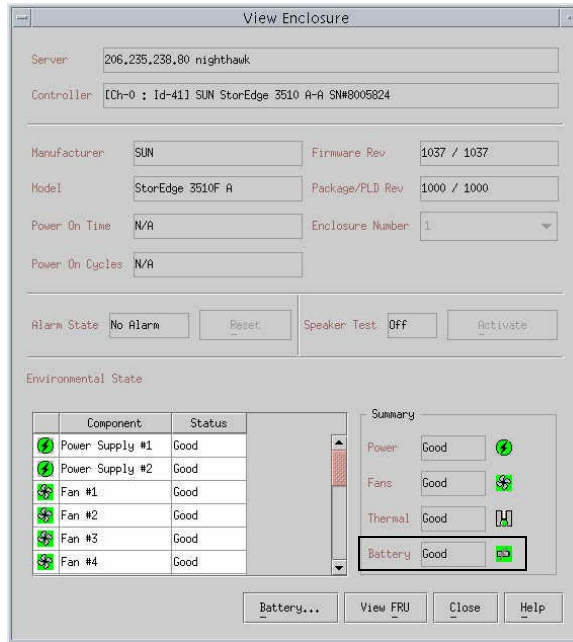 View Enclosure
Server 206.235.238.80 nighthawk
Controller [Ch-0 : Id-41] SUN StorEdge 3510 A-A SN#8005824
Manufacturer SUN Firmware Rev 1037 / 1037
Model StorEdge 3510F A Package/PLD Rev 1000 / 1000
Power On Time N/A Enclosure Number 1
Power On Cycles N/A
Alarm State No Alarm Reset Speaker Test Off Activate
Environmental State
Component Status
Power Supply #1 Good
Power Supply #2 Good
Fan #1 Good
Fan #2 Good
Fan #3 Good
Fan #4 Good
Summary
Power Good
Fans Good
Thermal Good
Battery Good
Battery... View FRU Close Help